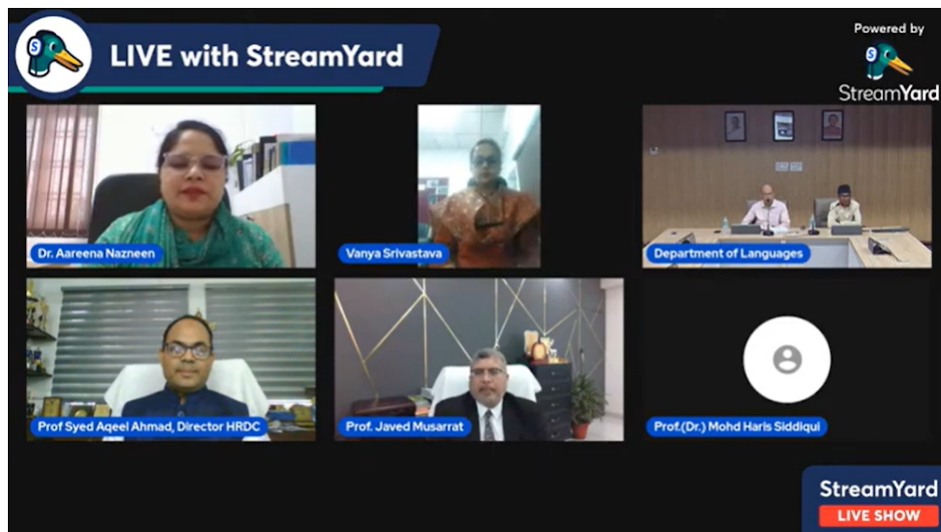 LIVE with StreamYard
Powered by
StreamYard
Dr. Aareena Nazneen
Vanya Srivastava
Department of Languages
Prof Syed Aqeel Ahmad, Director HRDC
Prof. Javed Musarrat
Prof.(Dr.) Mohd Haris Siddiqui
StreamYard
LIVE SHOW